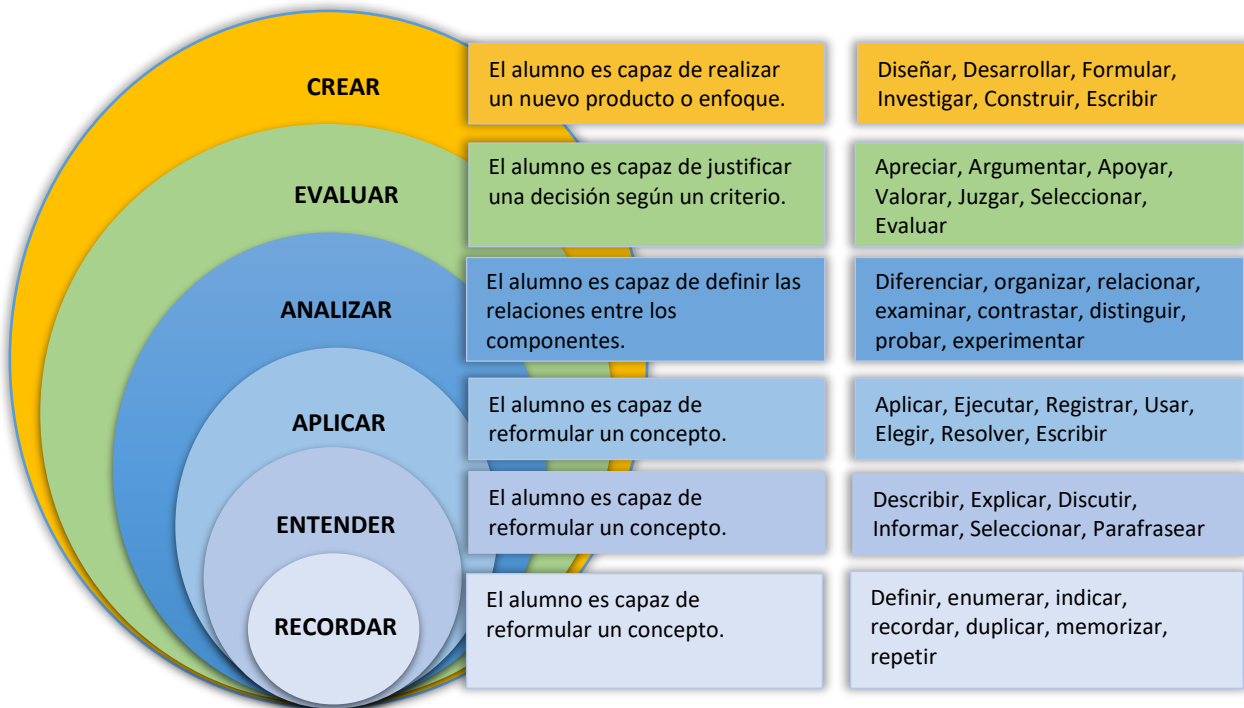 CREAR
El alumno es capaz de realizar
un nuevo producto o enfoque.
Diseñar, Desarrollar, Formular,
Investigar, Construir, Escribir
EVALUAR
El alumno es capaz de justificar
una decisión según un criterio.
Apreciar, Argumentar, Apoyar,
Valorar, Juzgar, Seleccionar,
Evaluar
ANALIZAR
El alumno es capaz de definir las
relaciones entre los
componentes.
Diferenciar, organizar, relacionar,
examinar, contrastar, distinguir,
probar, experimentar
APLICAR
El alumno es capaz de
reformular un concepto.
Aplicar, Ejecutar, Registrar, Usar,
Elegir, Resolver, Escribir
ENTENDER
El alumno es capaz de
reformular un concepto.
Describir, Explicar, Discutir,
Informar, Seleccionar, Parafrasear
RECORDAR
El alumno es capaz de
reformular un concepto.
Definir, enumerar, indicar,
recordar, duplicar, memorizar,
repetir